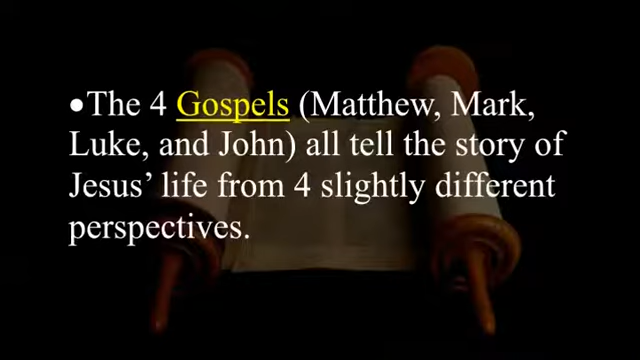 •The 4 Gospels (Matthew, Mark,
Luke, and John) all tell the story of
Jesus’ life from 4 slightly different
perspectives.